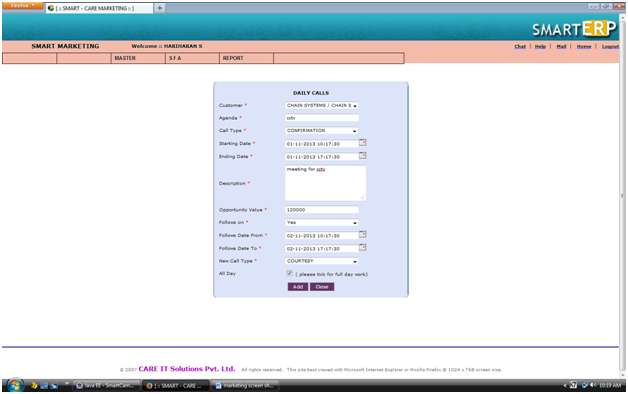 Firefox
[ :: SMART - CARE MARKETING :: ]
SMARTERP
SMART MARKETING Welcome :: HARIHARAN S Chat | Help | Mail | Home | Logout
MASTER S F A REPORT
DAILY CALLS
Customer * CHAIN SYSTEMS / CHAIN S
Agenda * cctv
Call Type * CONFIRMATION
Starting Date * 01-11-2013 10:17:30
Ending Date * 01-11-2013 17:17:30
Description * meeting for cctv
Opportunity Value * 120000
Follows on * Yes
Follows Date From * 02-11-2013 10:17:30
Follows Date To * 02-11-2013 17:17:30
New Call Type * COURTESY
All Day ( please tick for full day work)
Add Close
© 2007 CARE IT Solutions Pvt. Ltd. All rights reserved. This site best viewed with Microsoft Internet Explorer or Mozilla Firefox @ 1024 x 768 screen size.
Java EE - SmartCam... [ :: SMART - CARE ... marketing screen sh... 10:19 AM